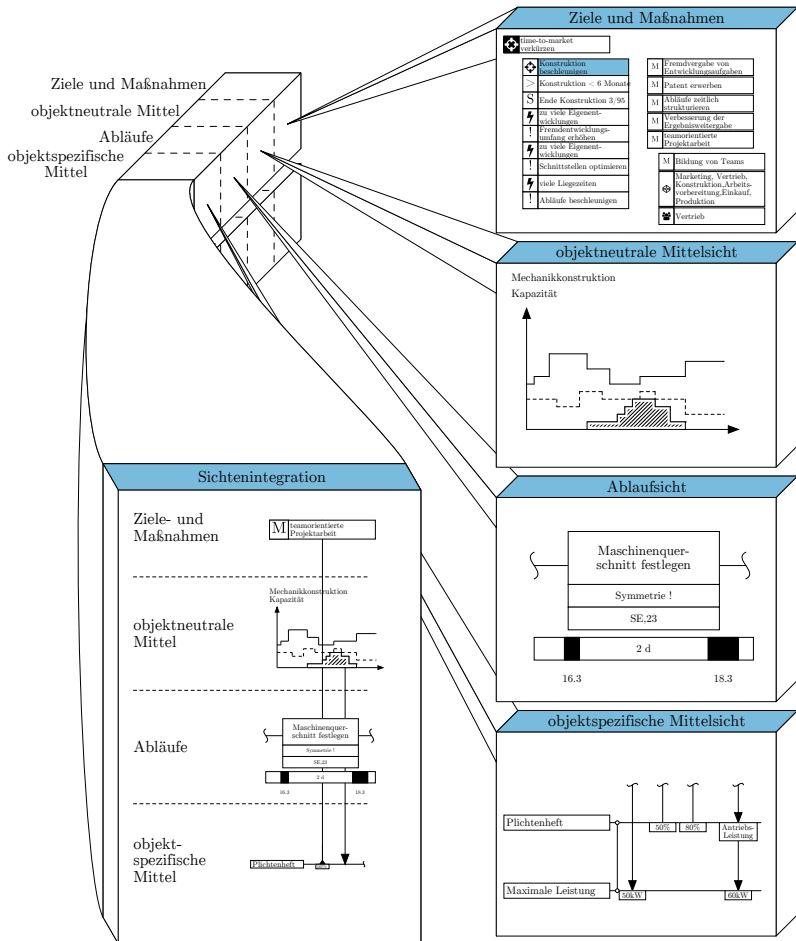 Ziele und Maßnahmen
objektneutrale Mittel
Abläufe
objektspezifische
Mittel
Ziele und Maßnahmen
time-to-market
verkürzen
Konstruktion
beschleunigen
> Konstruktion < 6 Monate
S Ende Konstruktion 3/95
zu viele Eigenent-
wicklungen
! Fremdentwicklungs-
umfang erhöhen
zu viele Eigenent-
wicklungen
! Schnittstellen optimieren
viele Liegezeiten
! Abläufe beschleunigen
M Fremdvergabe von
Entwicklungsaufgaben
M Patent erwerben
M Abläufe zeitlich
strukturieren
M Verbesserung der
Ergebnisweitergabe
M teamorientierte
Projektarbeit
M Bildung von Teams
Marketing, Vertrieb,
Konstruktion,Arbeits-
vorbereitung,Einkauf,
Produktion
Vertrieb
objektneutrale Mittelsicht
Mechanikkonstruktion
Kapazität
Ablaufsicht
Maschinenquer-
schnitt festlegen
Symmetrie !
SE,23
2 d
16.3 18.3
objektspezifische Mittelsicht
Plichtenheft
50% 80% Antriebs-
Leistung
Maximale Leistung
50kW 60kW
Sichtenintegration
Ziele- und
Maßnahmen
M teamorientierte
Projektarbeit
objektneutrale
Mittel
Mechanikkonstruktion
Kapazität
Abläufe
Maschinenquer-
schnitt festlegen
Symmetrie !
SE,23
2 d
16.3 18.3
objekt-
spezifische
Mittel
Plichtenheft